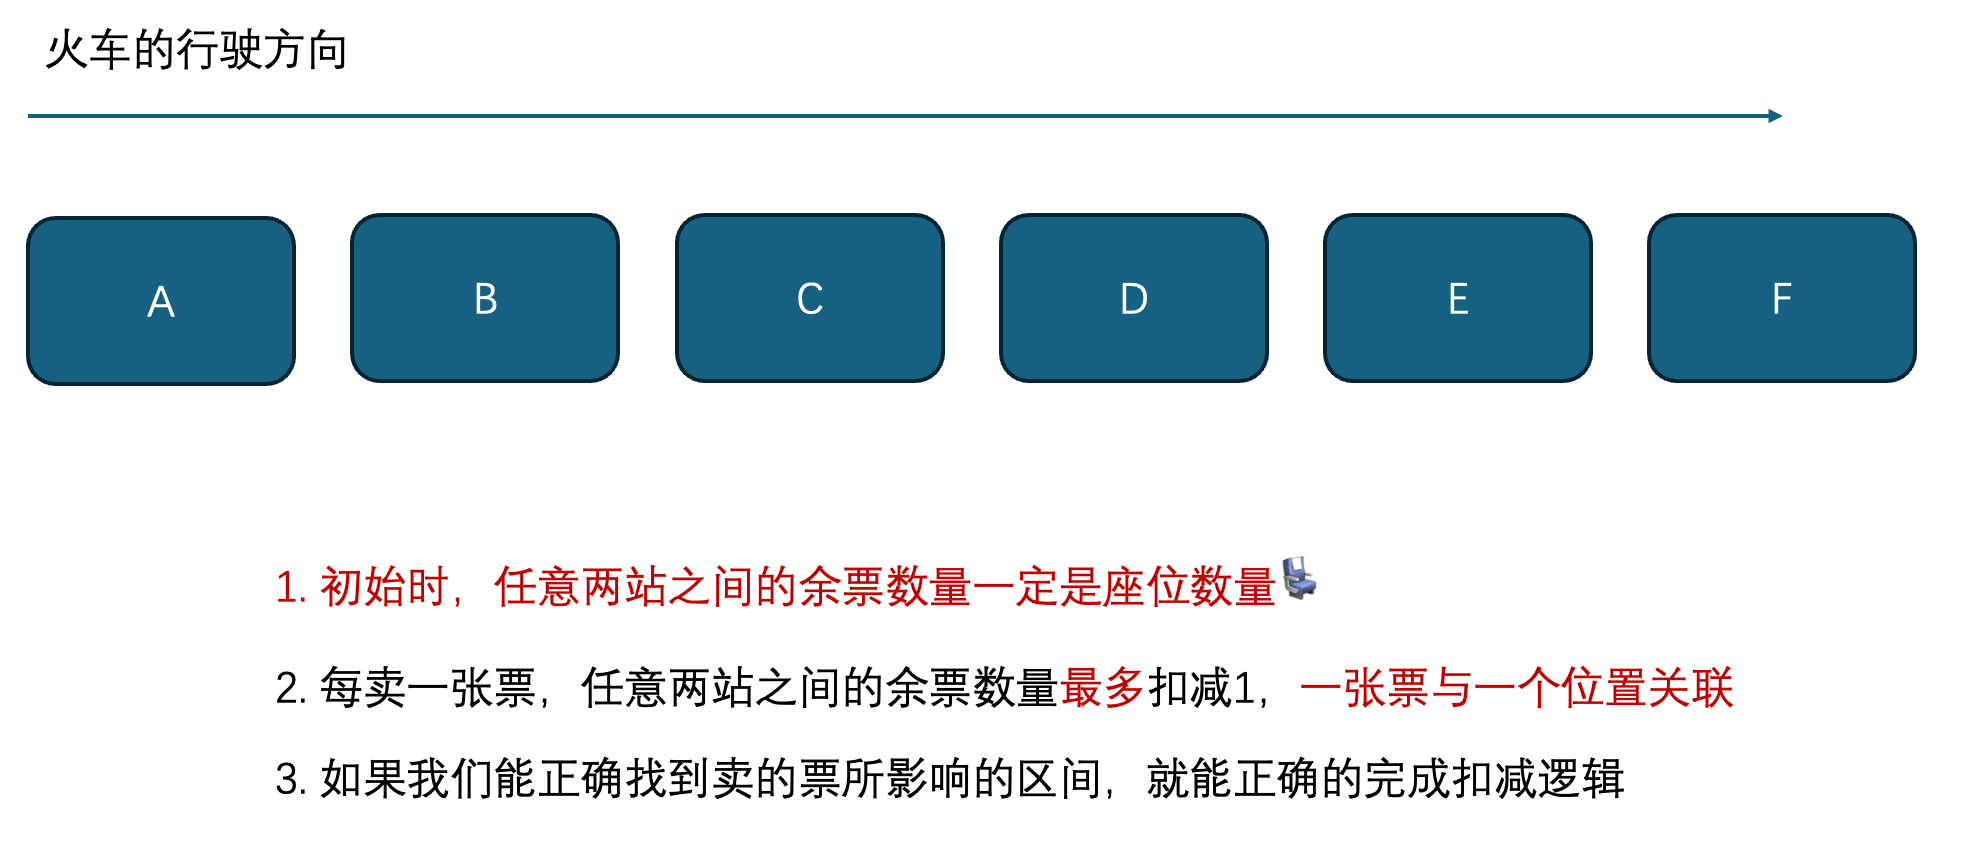 火车的行驶方向
A
B
C
D
E
F
1. 初始时，任意两站之间的余票数量一定是座位数量
2. 每卖一张票，任意两站之间的余票数量最多扣减1，一张票与一个位置关联
3. 如果我们能正确找到卖的票所影响的区间，就能正确的完成扣减逻辑